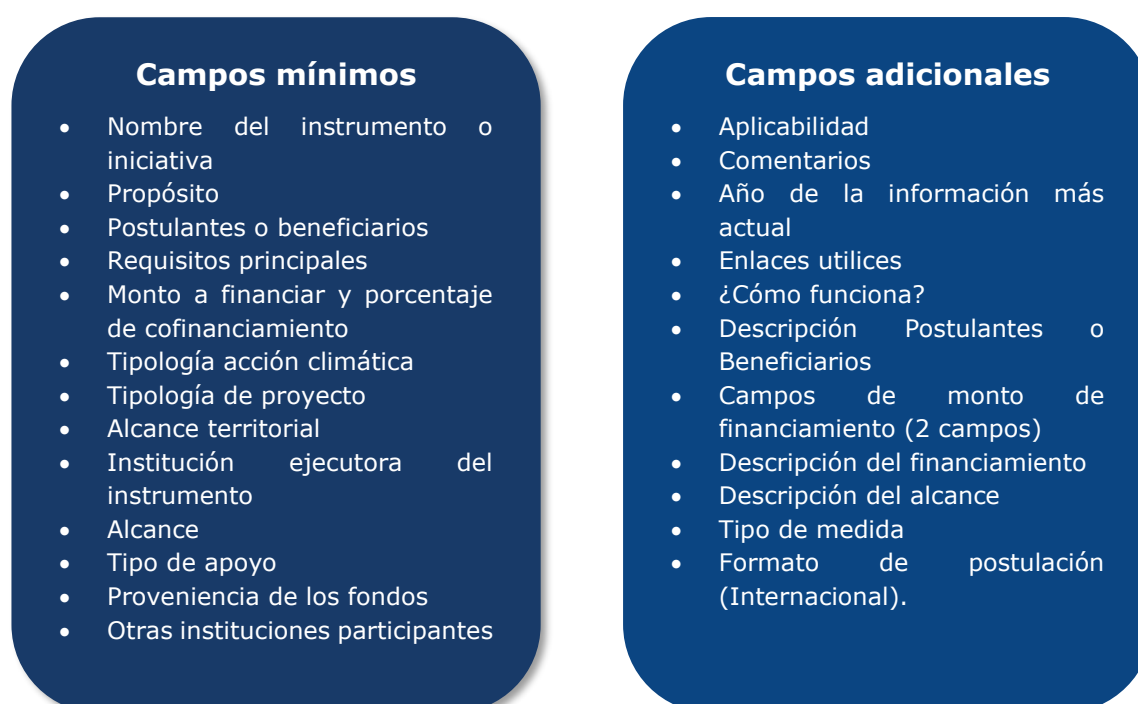 Campos mínimos
• Nombre del instrumento o
iniciativa
• Propósito
• Postulantes o beneficiarios
• Requisitos principales
• Monto a financiar y porcentaje
de cofinanciamiento
• Tipología acción climática
• Tipología de proyecto
• Alcance territorial
• Institución ejecutora del
instrumento
• Alcance
• Tipo de apoyo
• Proveniencia de los fondos
• Otras instituciones participantes
Campos adicionales
• Aplicabilidad
• Comentarios
• Año de la información más
actual
• Enlaces utilices
• ¿Cómo funciona?
• Descripción Postulantes o
Beneficiarios
• Campos de monto de
financiamiento (2 campos)
• Descripción del financiamiento
• Descripción del alcance
• Tipo de medida
• Formato de postulación
(Internacional).